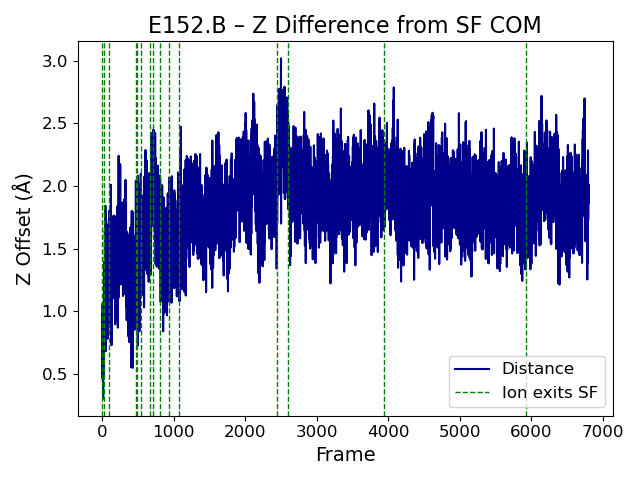 E152.B – Z Difference from SF COM
Z Offset (Å)
3.0
2.5
2.0
1.5
1.0
0.5
Distance
Ion exits SF
0 1000 2000 3000 4000 5000 6000 7000
Frame